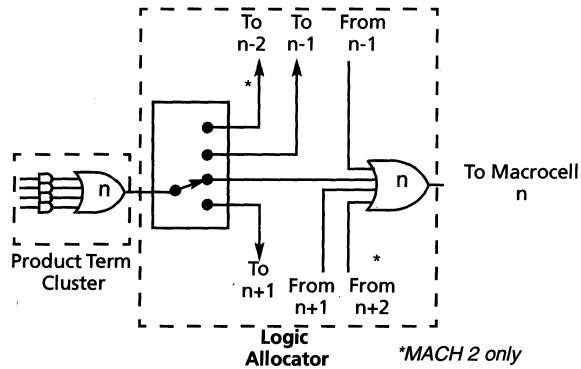 To
n-2
To
n-1
From
n-1
*
n
n
To Macrocell
n
Product Term
Cluster
To
n+1
From
n+1
From
n+2
*
Logic
Allocator
*MACH 2 only